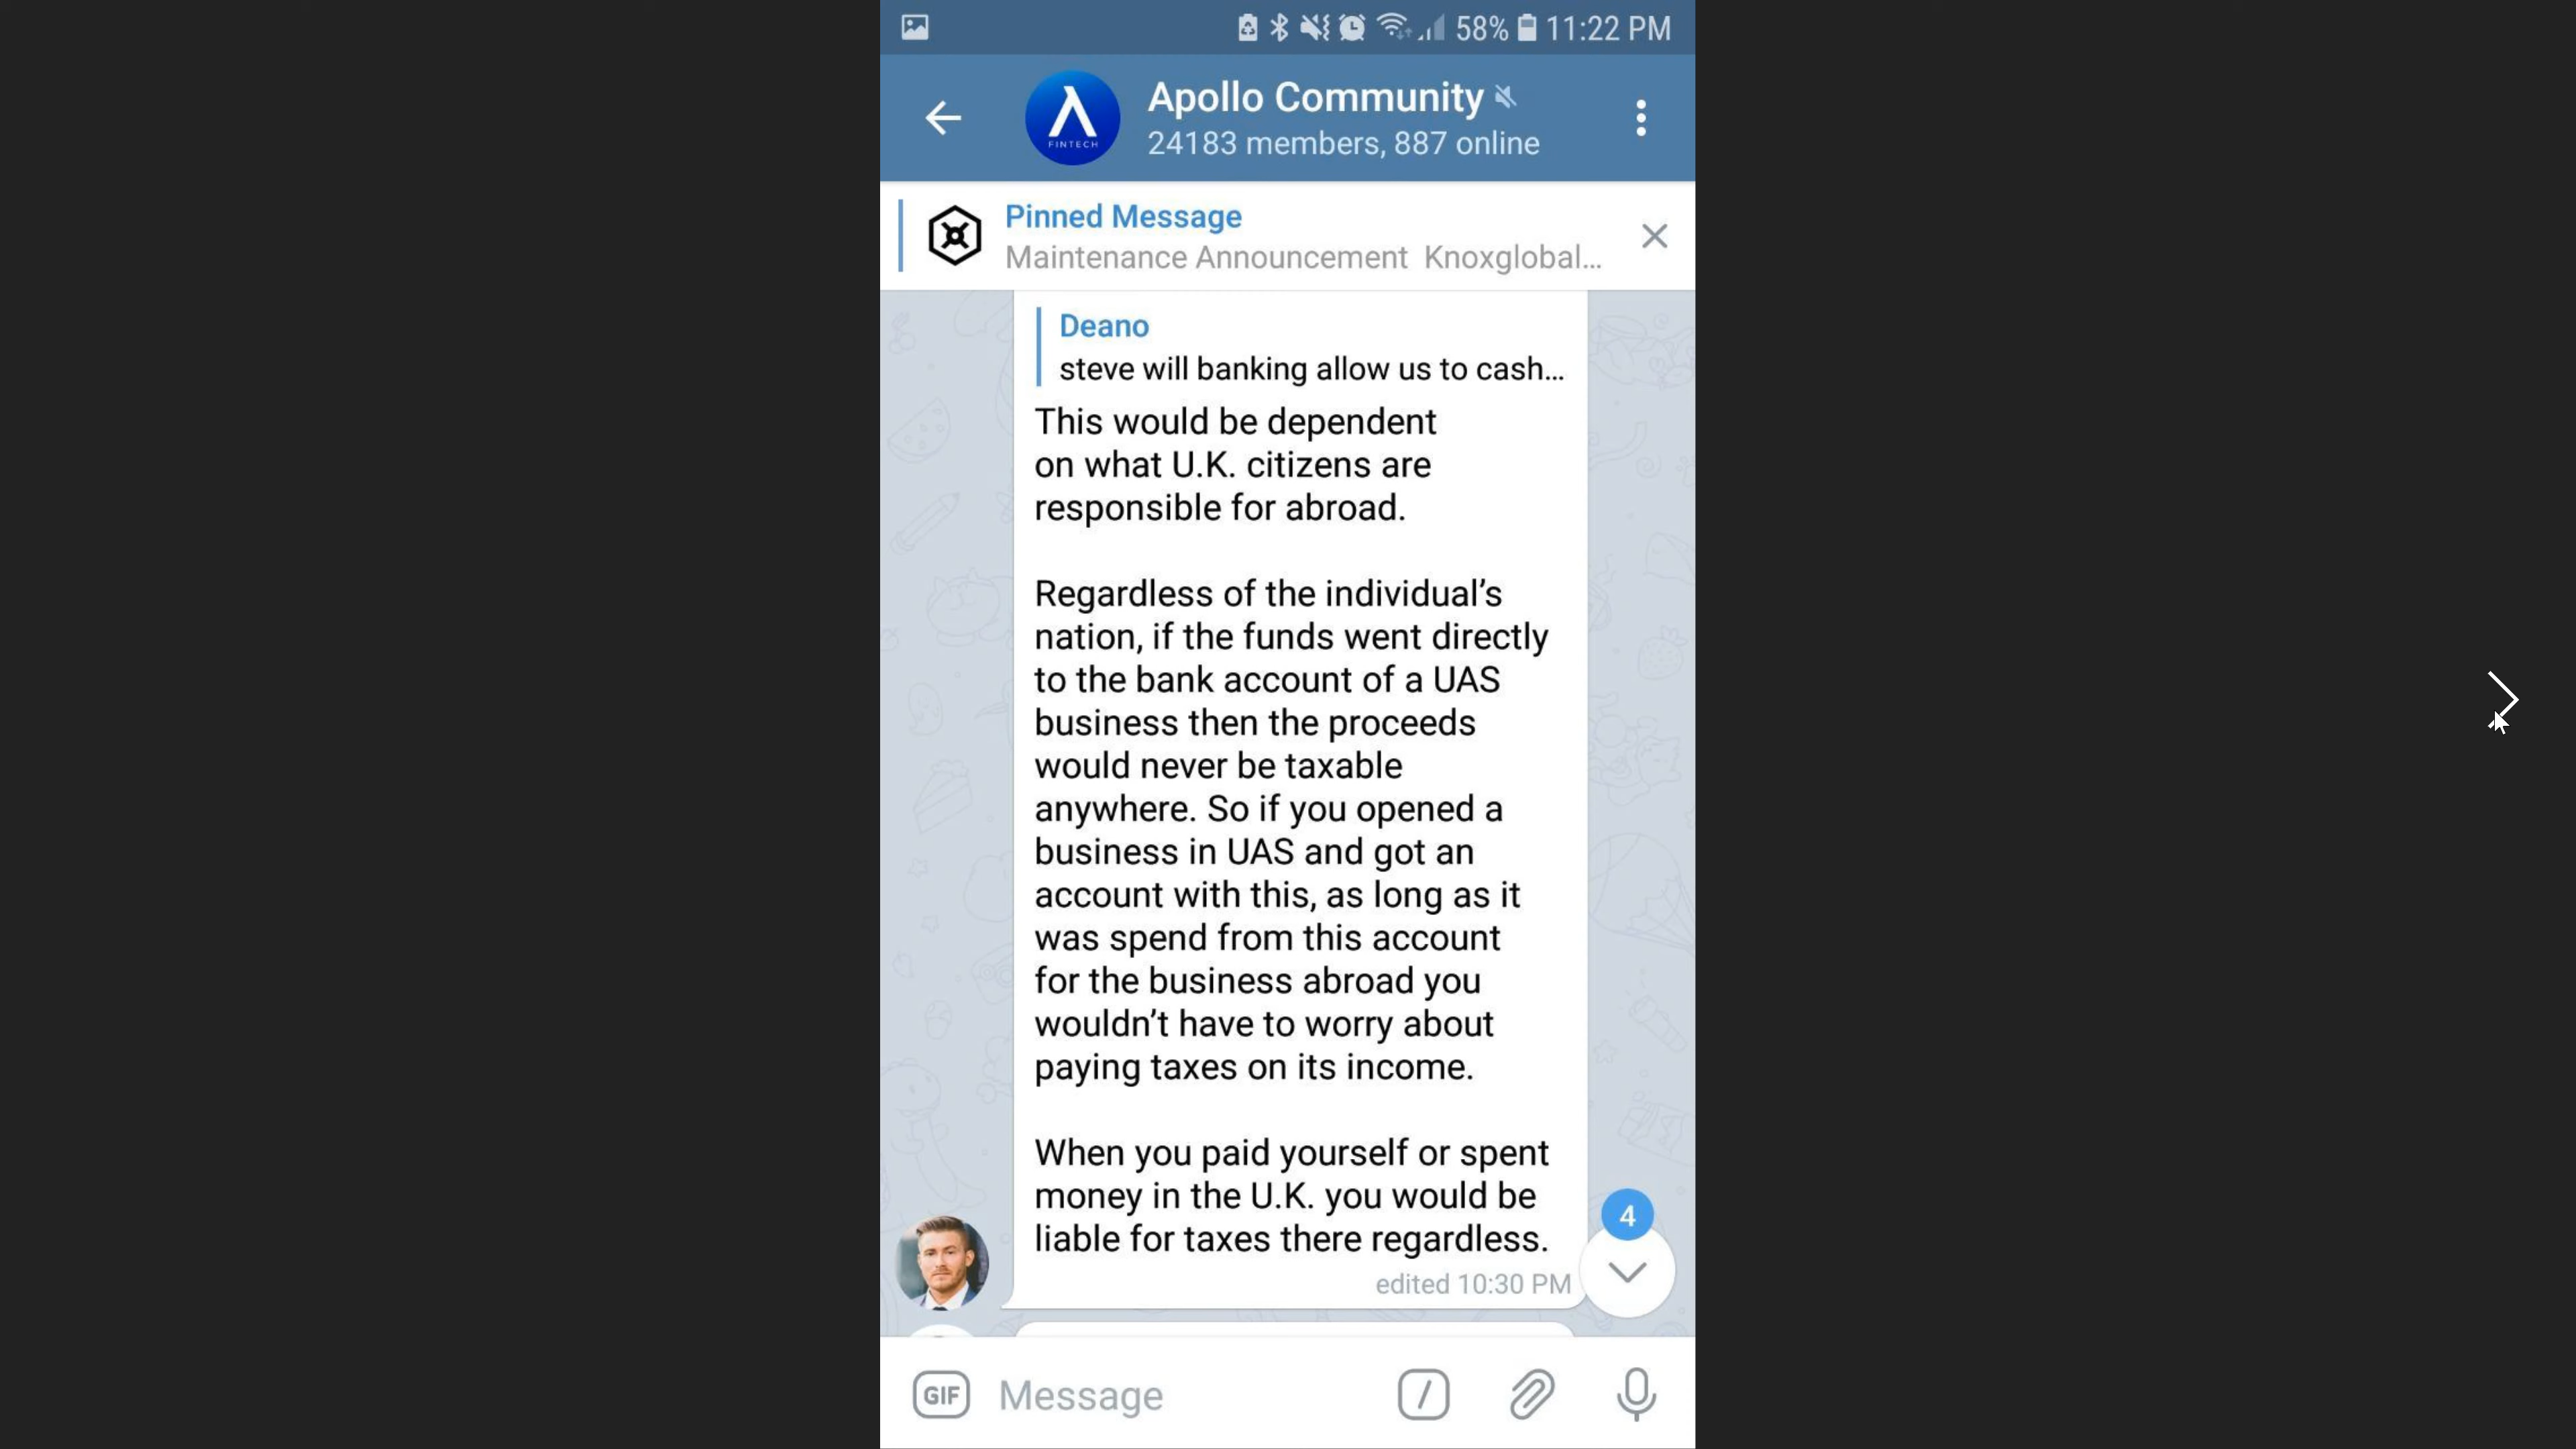 58% 11:22 PM
Apollo Community
24183 members, 887 online
FINTECH
Pinned Message
Maintenance Announcement Knoxglobal...
Deano
steve will banking allow us to cash...
This would be dependent
on what U.K. citizens are
responsible for abroad.
Regardless of the individual's
nation, if the funds went directly
to the bank account of a UAS
business then the proceeds
would never be taxable
anywhere. So if you opened a
business in UAS and got an
account with this, as long as it
was spend from this account
for the business abroad you
wouldn't have to worry about
paying taxes on its income.
When you paid yourself or spent
money in the U.K. you would be
liable for taxes there regardless.
edited 10:30 PM
4
GIF
Message
/